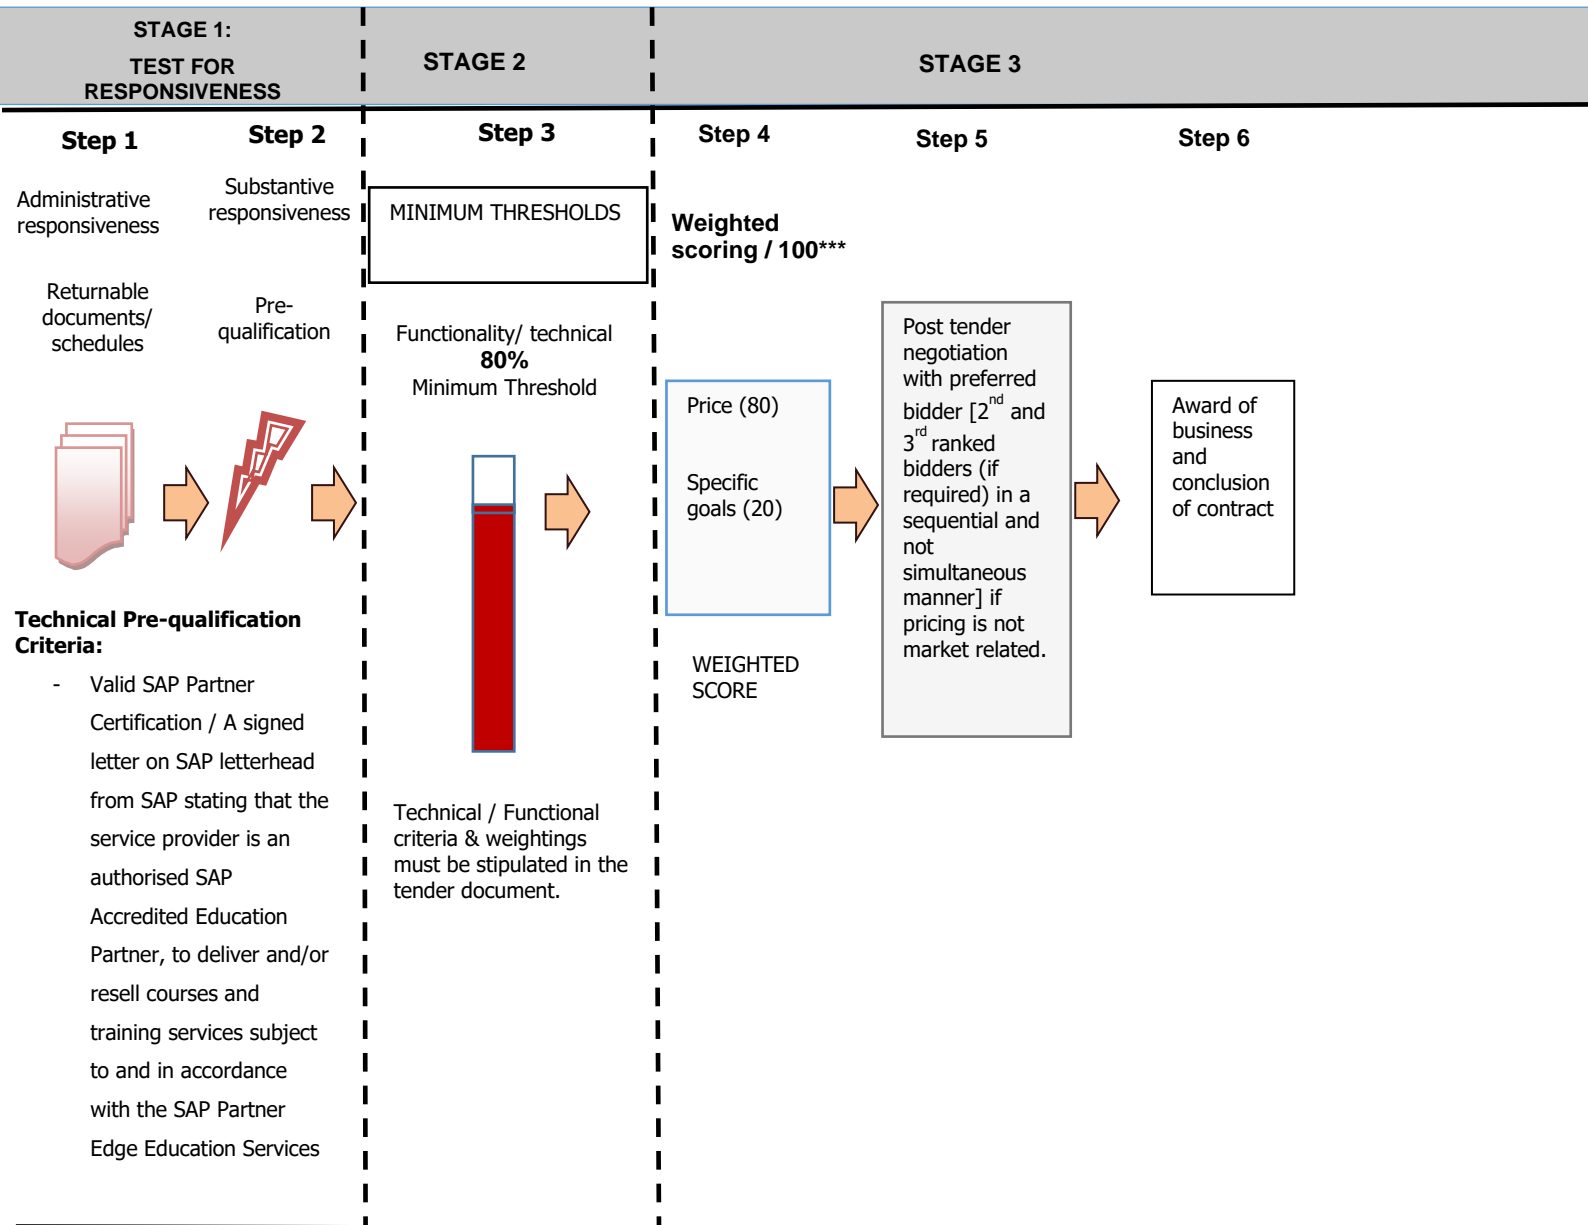 STAGE 1:
TEST FOR
RESPONSIVENESS
STAGE 2
STAGE 3
Step 1
Step 2
Step 3
Step 4
Step 5
Step 6
Administrative
responsiveness
Substantive
responsiveness
MINIMUM THRESHOLDS
Weighted
scoring / 100***
Returnable
documents/
schedules
Pre-
qualification
Functionality/ technical
80%
Minimum Threshold
Price (80)
Specific
goals (20)
WEIGHTED
SCORE
Post tender
negotiation
with preferred
bidder [2nd and
3rd ranked
bidders (if
required) in a
sequential and
not
simultaneous
manner] if
pricing is not
market related.
Award of
business
and
conclusion
of contract
Technical Pre-qualification
Criteria:
- Valid SAP Partner
Certification / A signed
letter on SAP letterhead
from SAP stating that the
service provider is an
authorised SAP
Accredited Education
Partner, to deliver and/or
resell courses and
training services subject
to and in accordance
with the SAP Partner
Edge Education Services
Technical / Functional
criteria & weightings
must be stipulated in the
tender document.